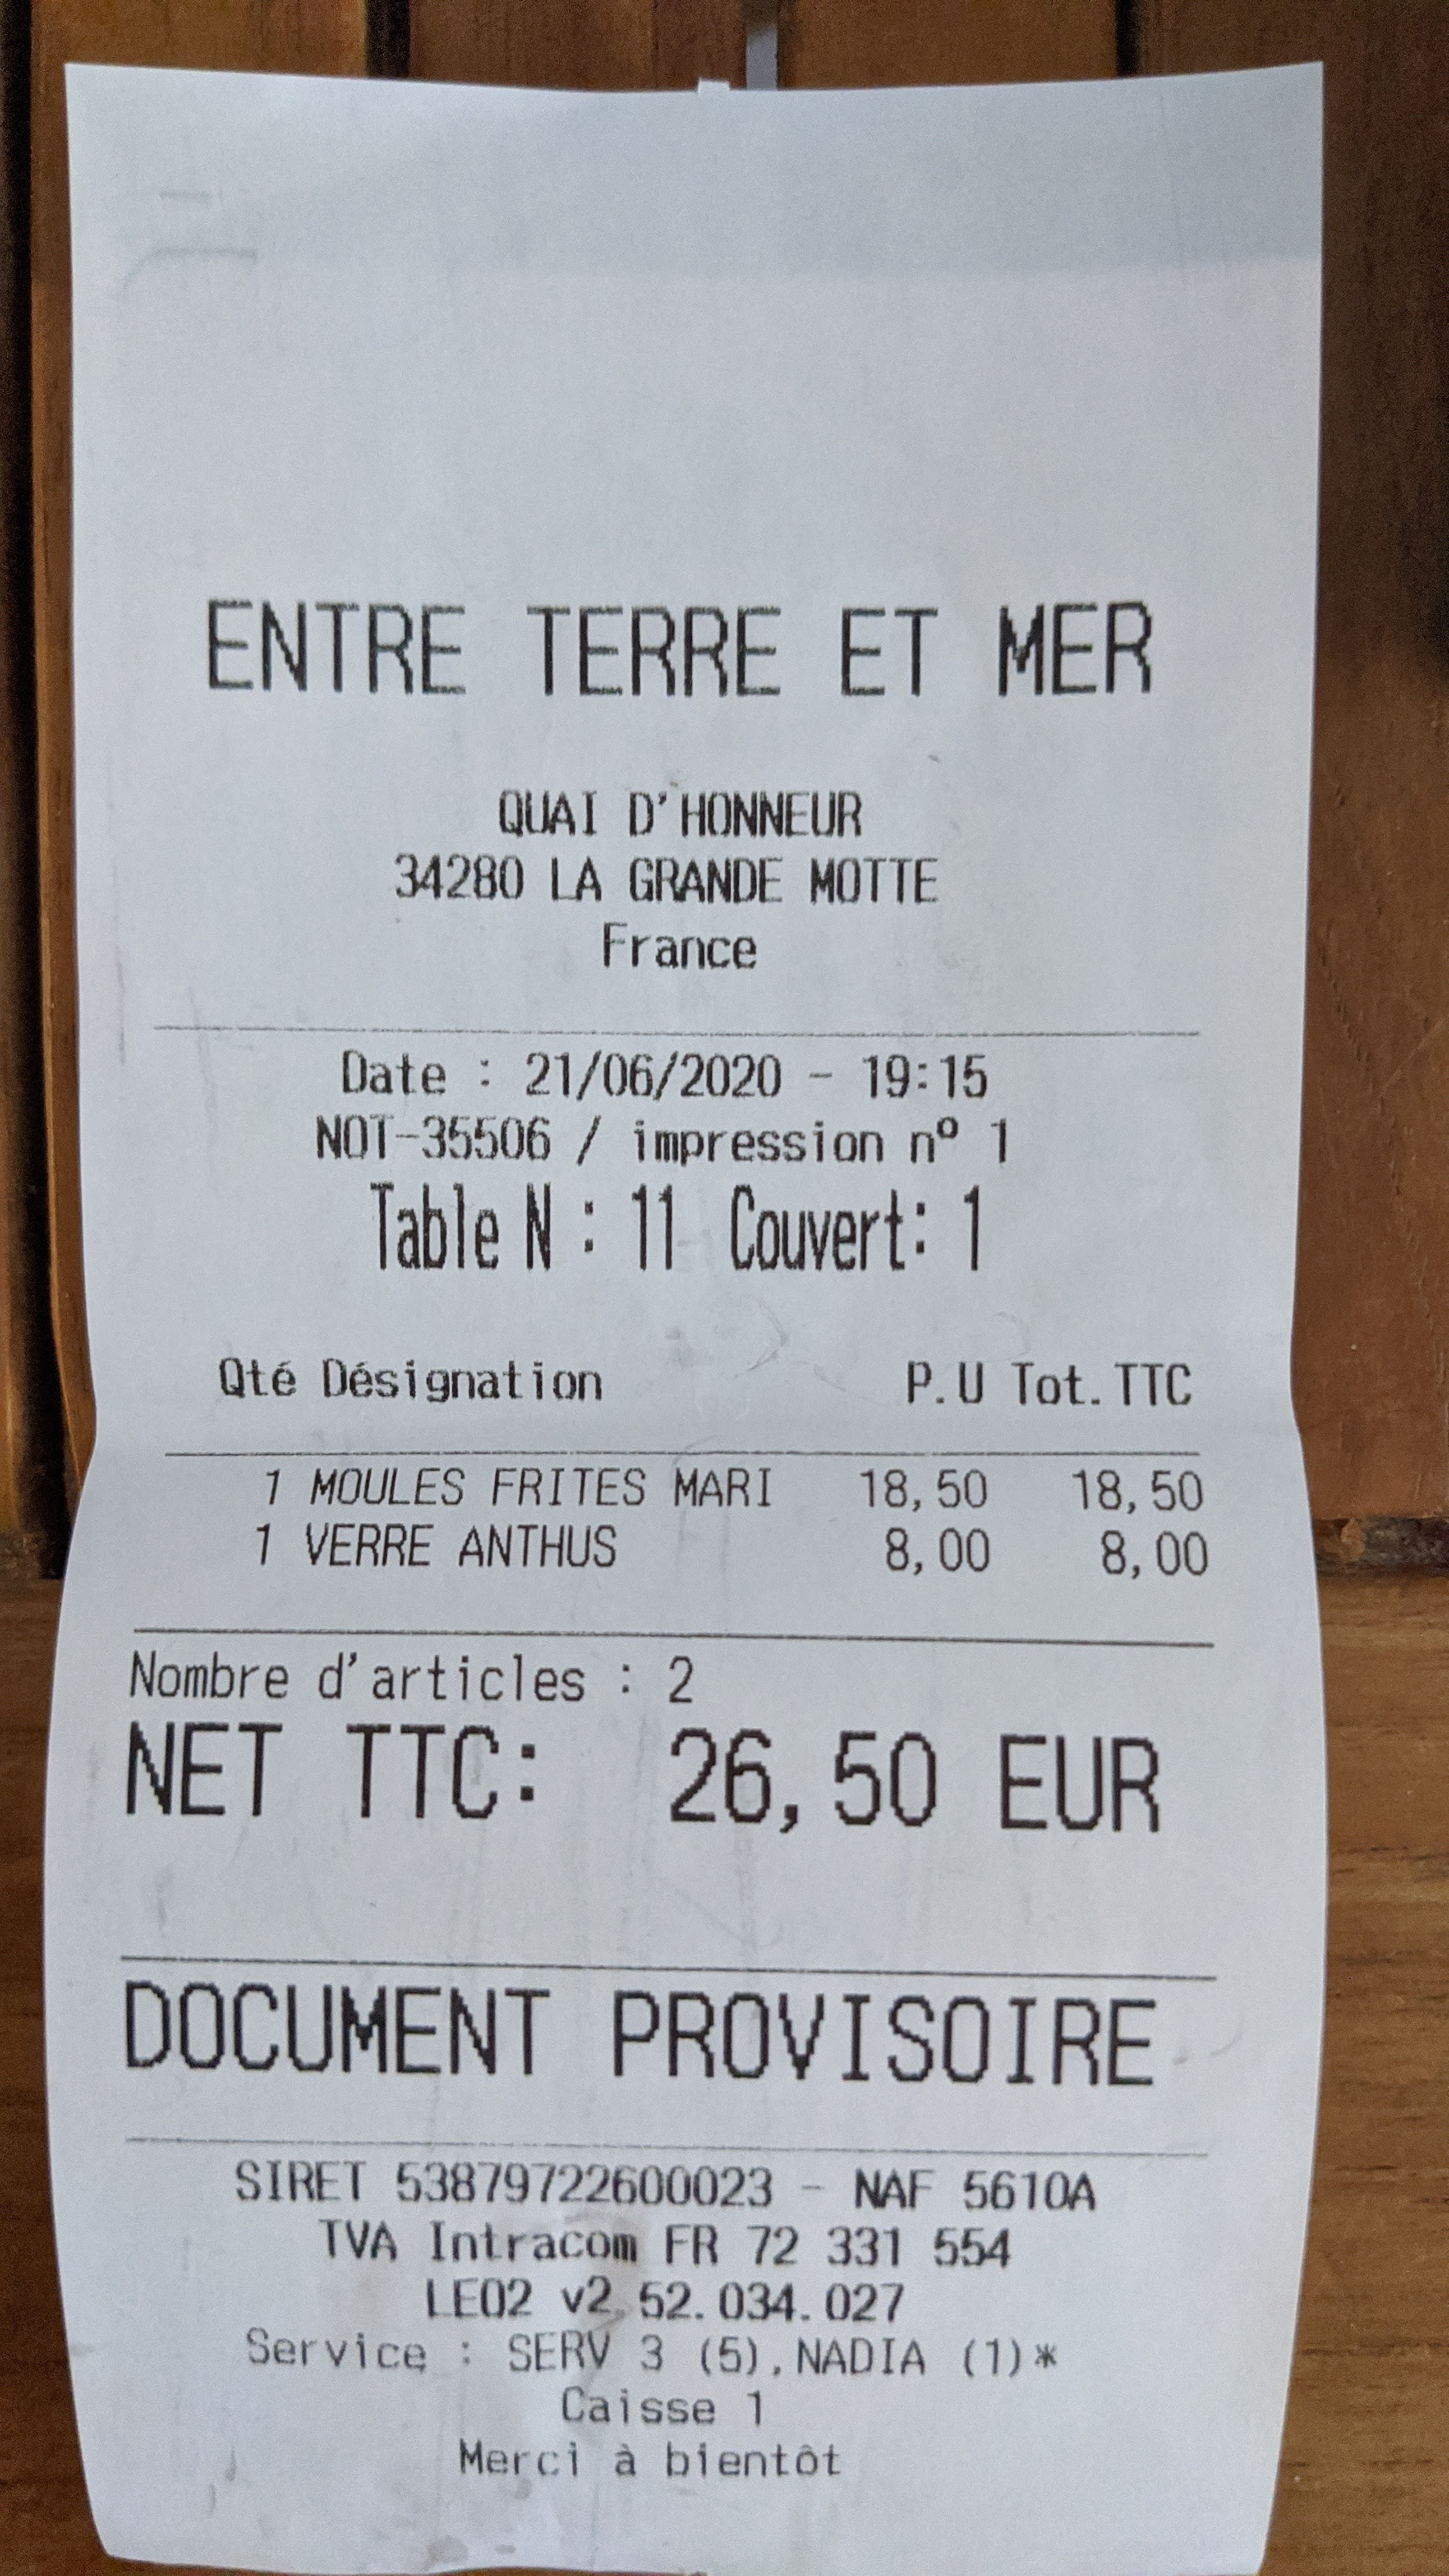 ENTRE TERRE ET MER
QUAI D'HONNEUR
34280 LA GRANDE MOTTE
France
Date : 21/06/2020 - 19:15
NOT-35506 / impression nº 1
Table N : 11 Couvert: 1
Qté Désignation P.U Tot.TTC
1 MOULES FRITES MARI 18,50 18,50
1 VERRE ANTHUS 8,00 8,00
Nombre d'articles : 2
NET TTC: 26,50 EUR
DOCUMENT PROVISOIRE
SIRET 53879722600023 - NAF 5610A
TVA Intracom FR 72 331 554
LEO2 v2.52.034.027
Service : SERV 3 (5),NADIA (1)*
Caisse 1
Merci à bientôt